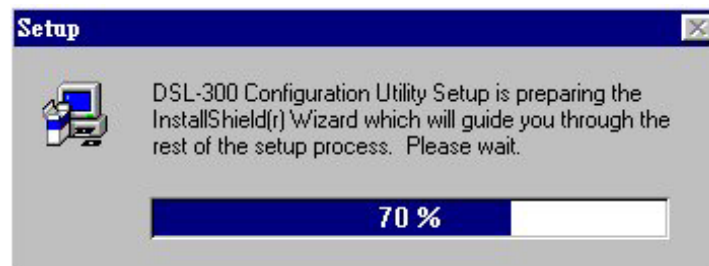 Setup
DSL-300 Configuration Utility Setup is preparing the
InstallShield(r) Wizard which will guide you through the
rest of the setup process. Please wait.
70 %